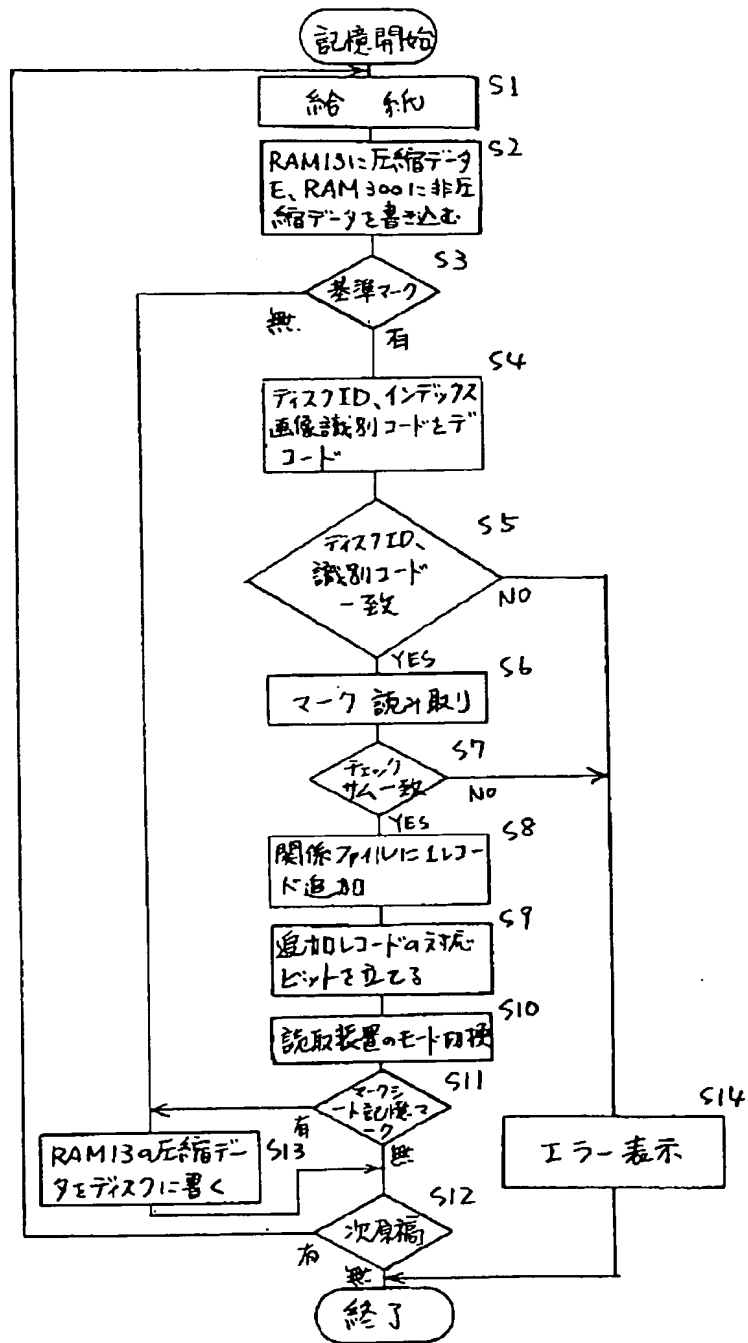 記憶開始
給 紙
S1
S2
RAM131に圧縮データ
E、RAM300に非圧
縮データを書き込む
S3
基準マーク
無
有
S4
ディスクID、インデックス
画像識別コードをデ
コード
S5
ディスクID、
識別コード
一致
NO
YES
S6
マーク 読み取り
S7
チェック
サム一致
NO
YES
S8
関係ファイルに1レコー
ド追加
S9
追加レコードの対応
ビットを立てる
S10
読取装置のモード切換
S11
マークシ
ート記憶マ
ーク
有
無
S13
RAM13の圧縮デー
タをディスクに書く
S14
エラー表示
S12
次原稿
有
無
終了